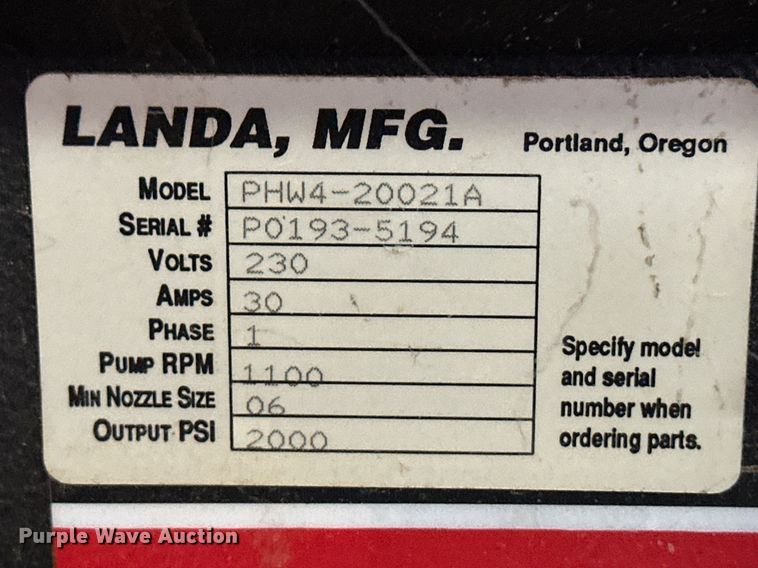 LANDA, MFG. Portland, Oregon
MODEL PHW4-20021A
SERIAL # P0193-5194
VOLTS 230
AMPS 30
PHASE 1
PUMP RPM 1100
MIN NOZZLE SIZE 06
OUTPUT PSI 2000
Specify model
and serial
number when
ordering parts.
Purple Wave Auction